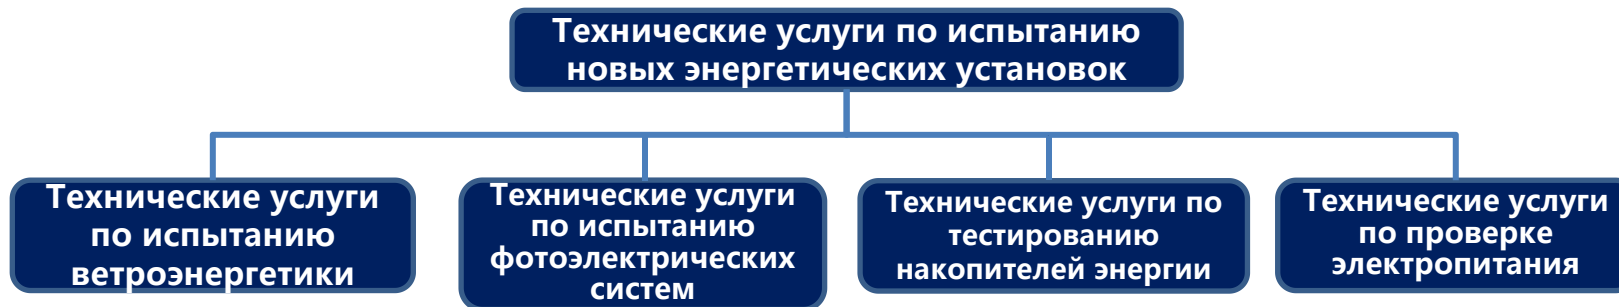 Технические услуги по испытанию
новых энергетических установок
Технические услуги
по испытанию
ветроэнергетики
Технические услуги
по испытанию
фотоэлектрических
систем
Технические услуги по
тестированию
накопителей энергии
Технические услуги
по проверке
электропитания